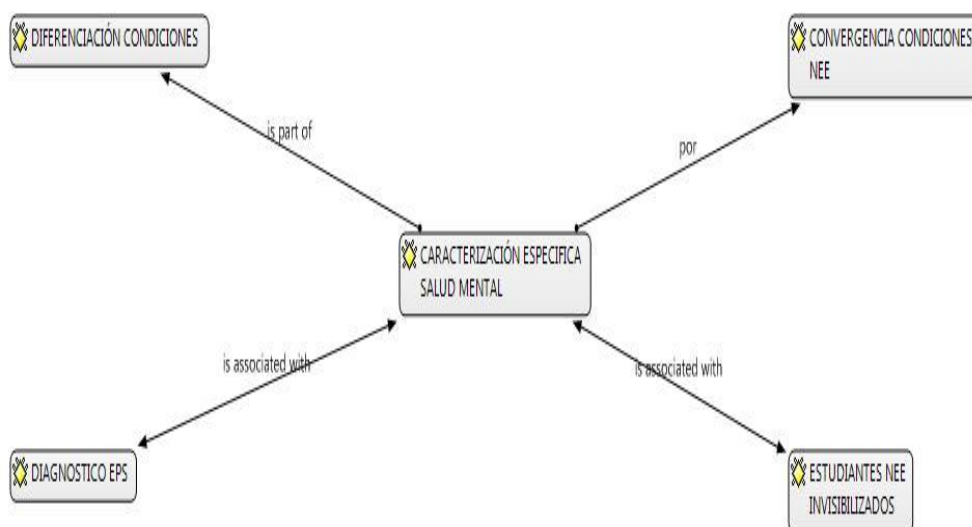 DIFERENCIACIÓN CONDICIONES
CONVERGENCIA CONDICIONES
NEE
is part of
por
CARACTERIZACIÓN ESPECIFICA
SALUD MENTAL
is associated with
is associated with
DIAGNOSTICO EPS
ESTUDIANTES NEE
INVISIBILIZADOS